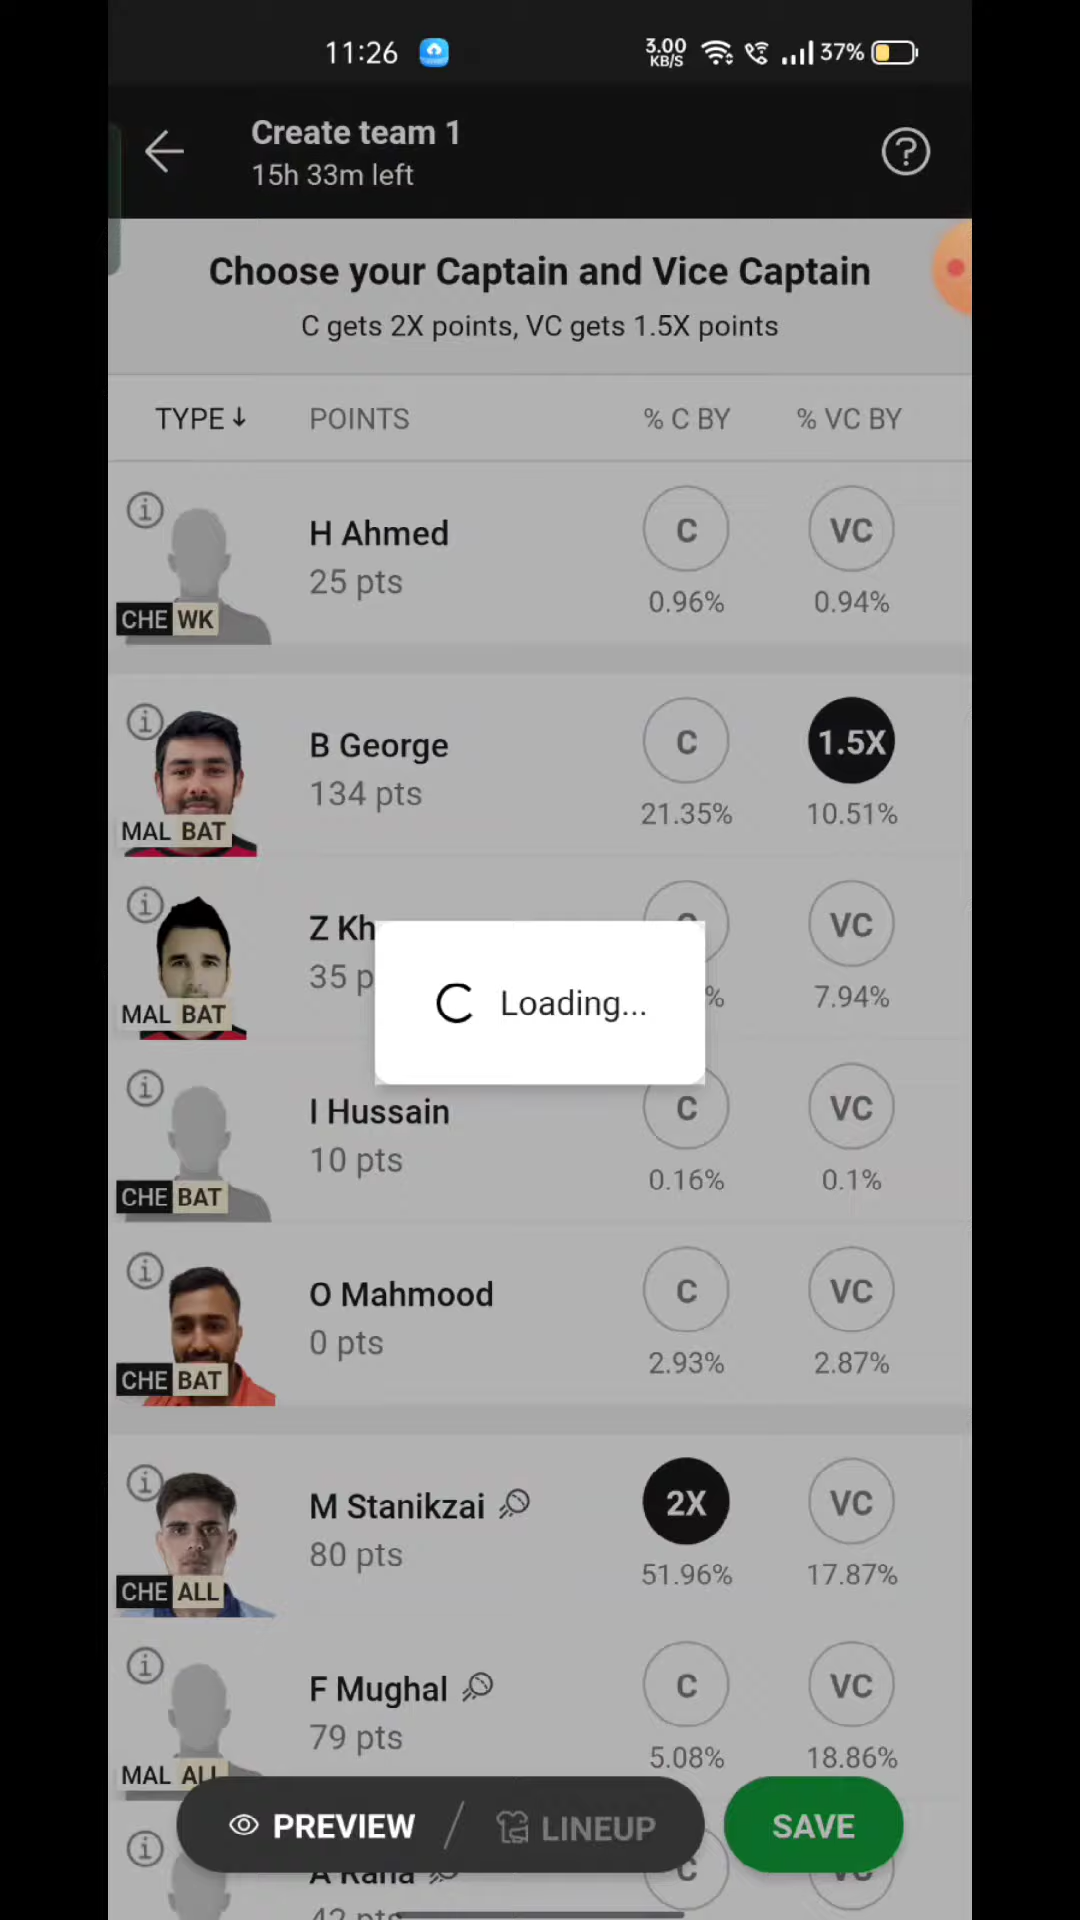 11:26
3.00
KB/S
37%
Create team 1
15h 33m left
Choose your Captain and Vice Captain
C gets 2X points, VC gets 1.5X points
TYPE↓ POINTS % C BY % VC BY
H Ahmed
25 pts
C
VC
0.96%
0.94%
CHE WK
B George
134 pts
C
1.5X
21.35%
10.51%
MAL BAT
Z Kh
35 p
VC
%
7.94%
MAL BAT
Loading...
I Hussain
10 pts
C
VC
0.16%
0.1%
CHE BAT
O Mahmood
0 pts
C
VC
2.93%
2.87%
CHE BAT
M Stanikzai
80 pts
2X
VC
51.96%
17.87%
CHE ALL
F Mughal
79 pts
C
VC
5.08%
18.86%
MAL ALL
PREVIEW / LINEUP
SAVE
A Rana
C
VC
42 pts